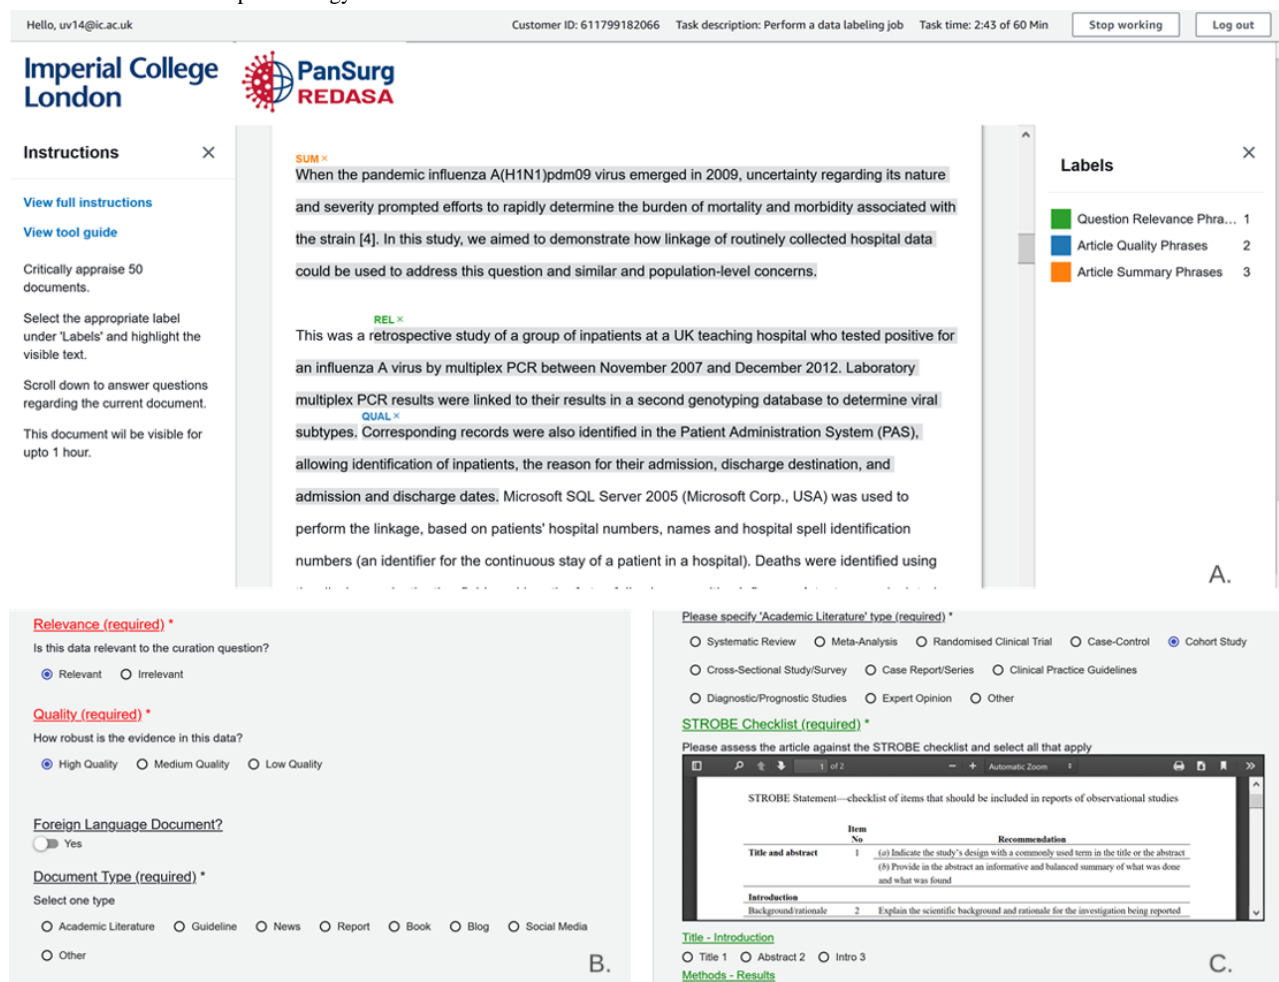 Hello, uv14@ic.ac.uk
Customer ID: 611799182066 Task description: Perform a data labeling job Task time: 2:43 of 60 Min Stop working Log out
Imperial College
London
PanSurg
REDASA
Instructions ×
View full instructions
View tool guide
Critically appraise 50
documents.
Select the appropriate label
under 'Labels' and highlight the
visible text.
Scroll down to answer questions
regarding the current document.
This document wil be visible for
upto 1 hour.
SUM ×
When the pandemic influenza A(H1N1)pdm09 virus emerged in 2009, uncertainty regarding its nature
and severity prompted efforts to rapidly determine the burden of mortality and morbidity associated with
the strain [4]. In this study, we aimed to demonstrate how linkage of routinely collected hospital data
could be used to address this question and similar and population-level concerns.
REL ×
This was a retrospective study of a group of inpatients at a UK teaching hospital who tested positive for
an influenza A virus by multiplex PCR between November 2007 and December 2012. Laboratory
multiplex PCR results were linked to their results in a second genotyping database to determine viral
QUAL ×
subtypes. Corresponding records were also identified in the Patient Administration System (PAS),
allowing identification of inpatients, the reason for their admission, discharge destination, and
admission and discharge dates. Microsoft SQL Server 2005 (Microsoft Corp., USA) was used to
perform the linkage, based on patients' hospital numbers, names and hospital spell identification
numbers (an identifier for the continuous stay of a patient in a hospital). Deaths were identified using
Labels ×
Question Relevance Phra... 1
Article Quality Phrases 2
Article Summary Phrases 3
A.
Relevance (required) *
Is this data relevant to the curation question?
Relevant Irrelevant
Quality (required) *
How robust is the evidence in this data?
High Quality Medium Quality Low Quality
Foreign Language Document?
Yes
Document Type (required) *
Select one type
Academic Literature Guideline News Report Book Blog Social Media
Other
B.
Please specify 'Academic Literature' type (required) *
Systematic Review Meta-Analysis Randomised Clinical Trial Case-Control Cohort Study
Cross-Sectional Study/Survey Case Report/Series Clinical Practice Guidelines
Diagnostic/Prognostic Studies Expert Opinion Other
STROBE Checklist (required) *
Please assess the article against the STROBE checklist and select all that apply
1 of 2 − + Automatic Zoom
STROBE Statement—checklist of items that should be included in reports of observational studies
Item
No Recommendation
Title and abstract 1 (a) Indicate the study's design with a commonly used term in the title or the abstract
(b) Provide in the abstract an informative and balanced summary of what was done
and what was found
Introduction
Background/rationale 2 Explain the scientific background and rationale for the investigation being reported
Title - Introduction
Title 1 Abstract 2 Intro 3
Methods - Results
C.